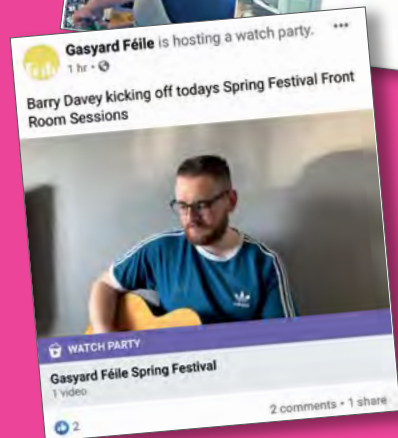 Gasyard Féile is hosting a watch party.
1 hr •
Barry Davey kicking off todays Spring Festival Front
Room Sessions
WATCH PARTY
Gasyard Féile Spring Festival
1 video
2
2 comments • 1 share